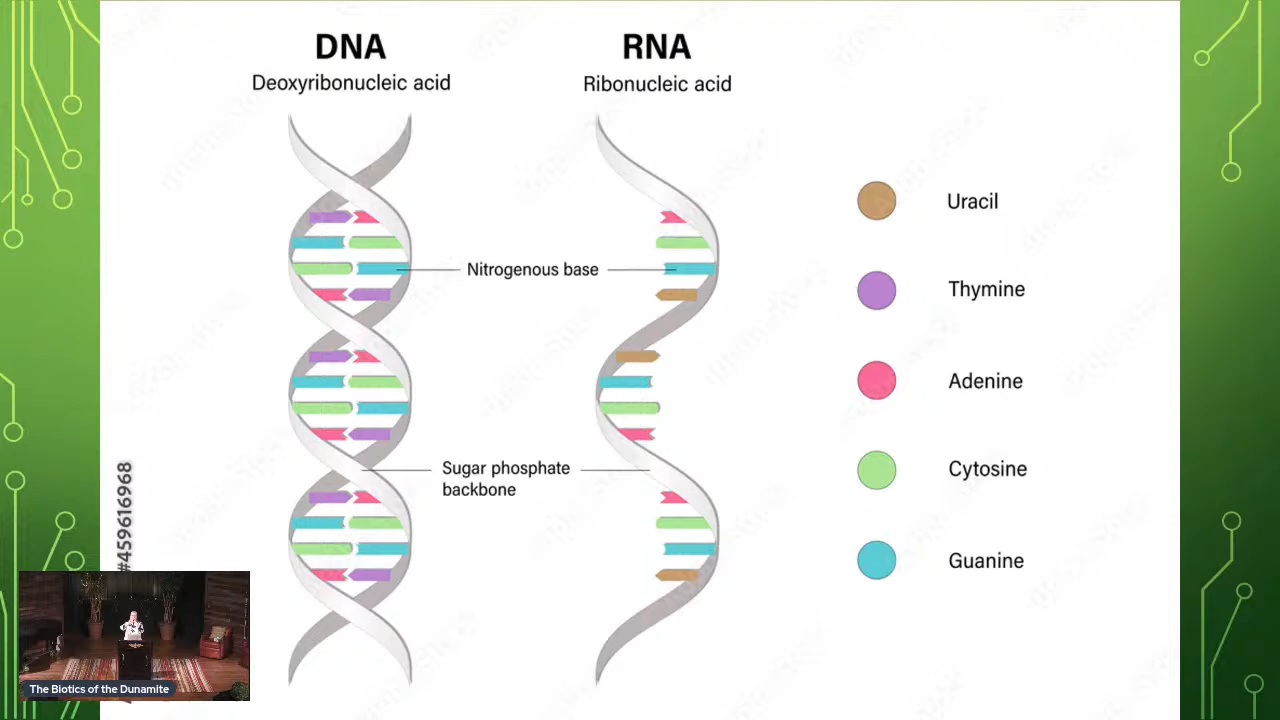 DNA
Deoxyribonucleic acid
RNA
Ribonucleic acid
Nitrogenous base
Sugar phosphate
backbone
Uracil
Thymine
Adenine
Cytosine
Guanine
#459616968
The Biotics of the Dunamite